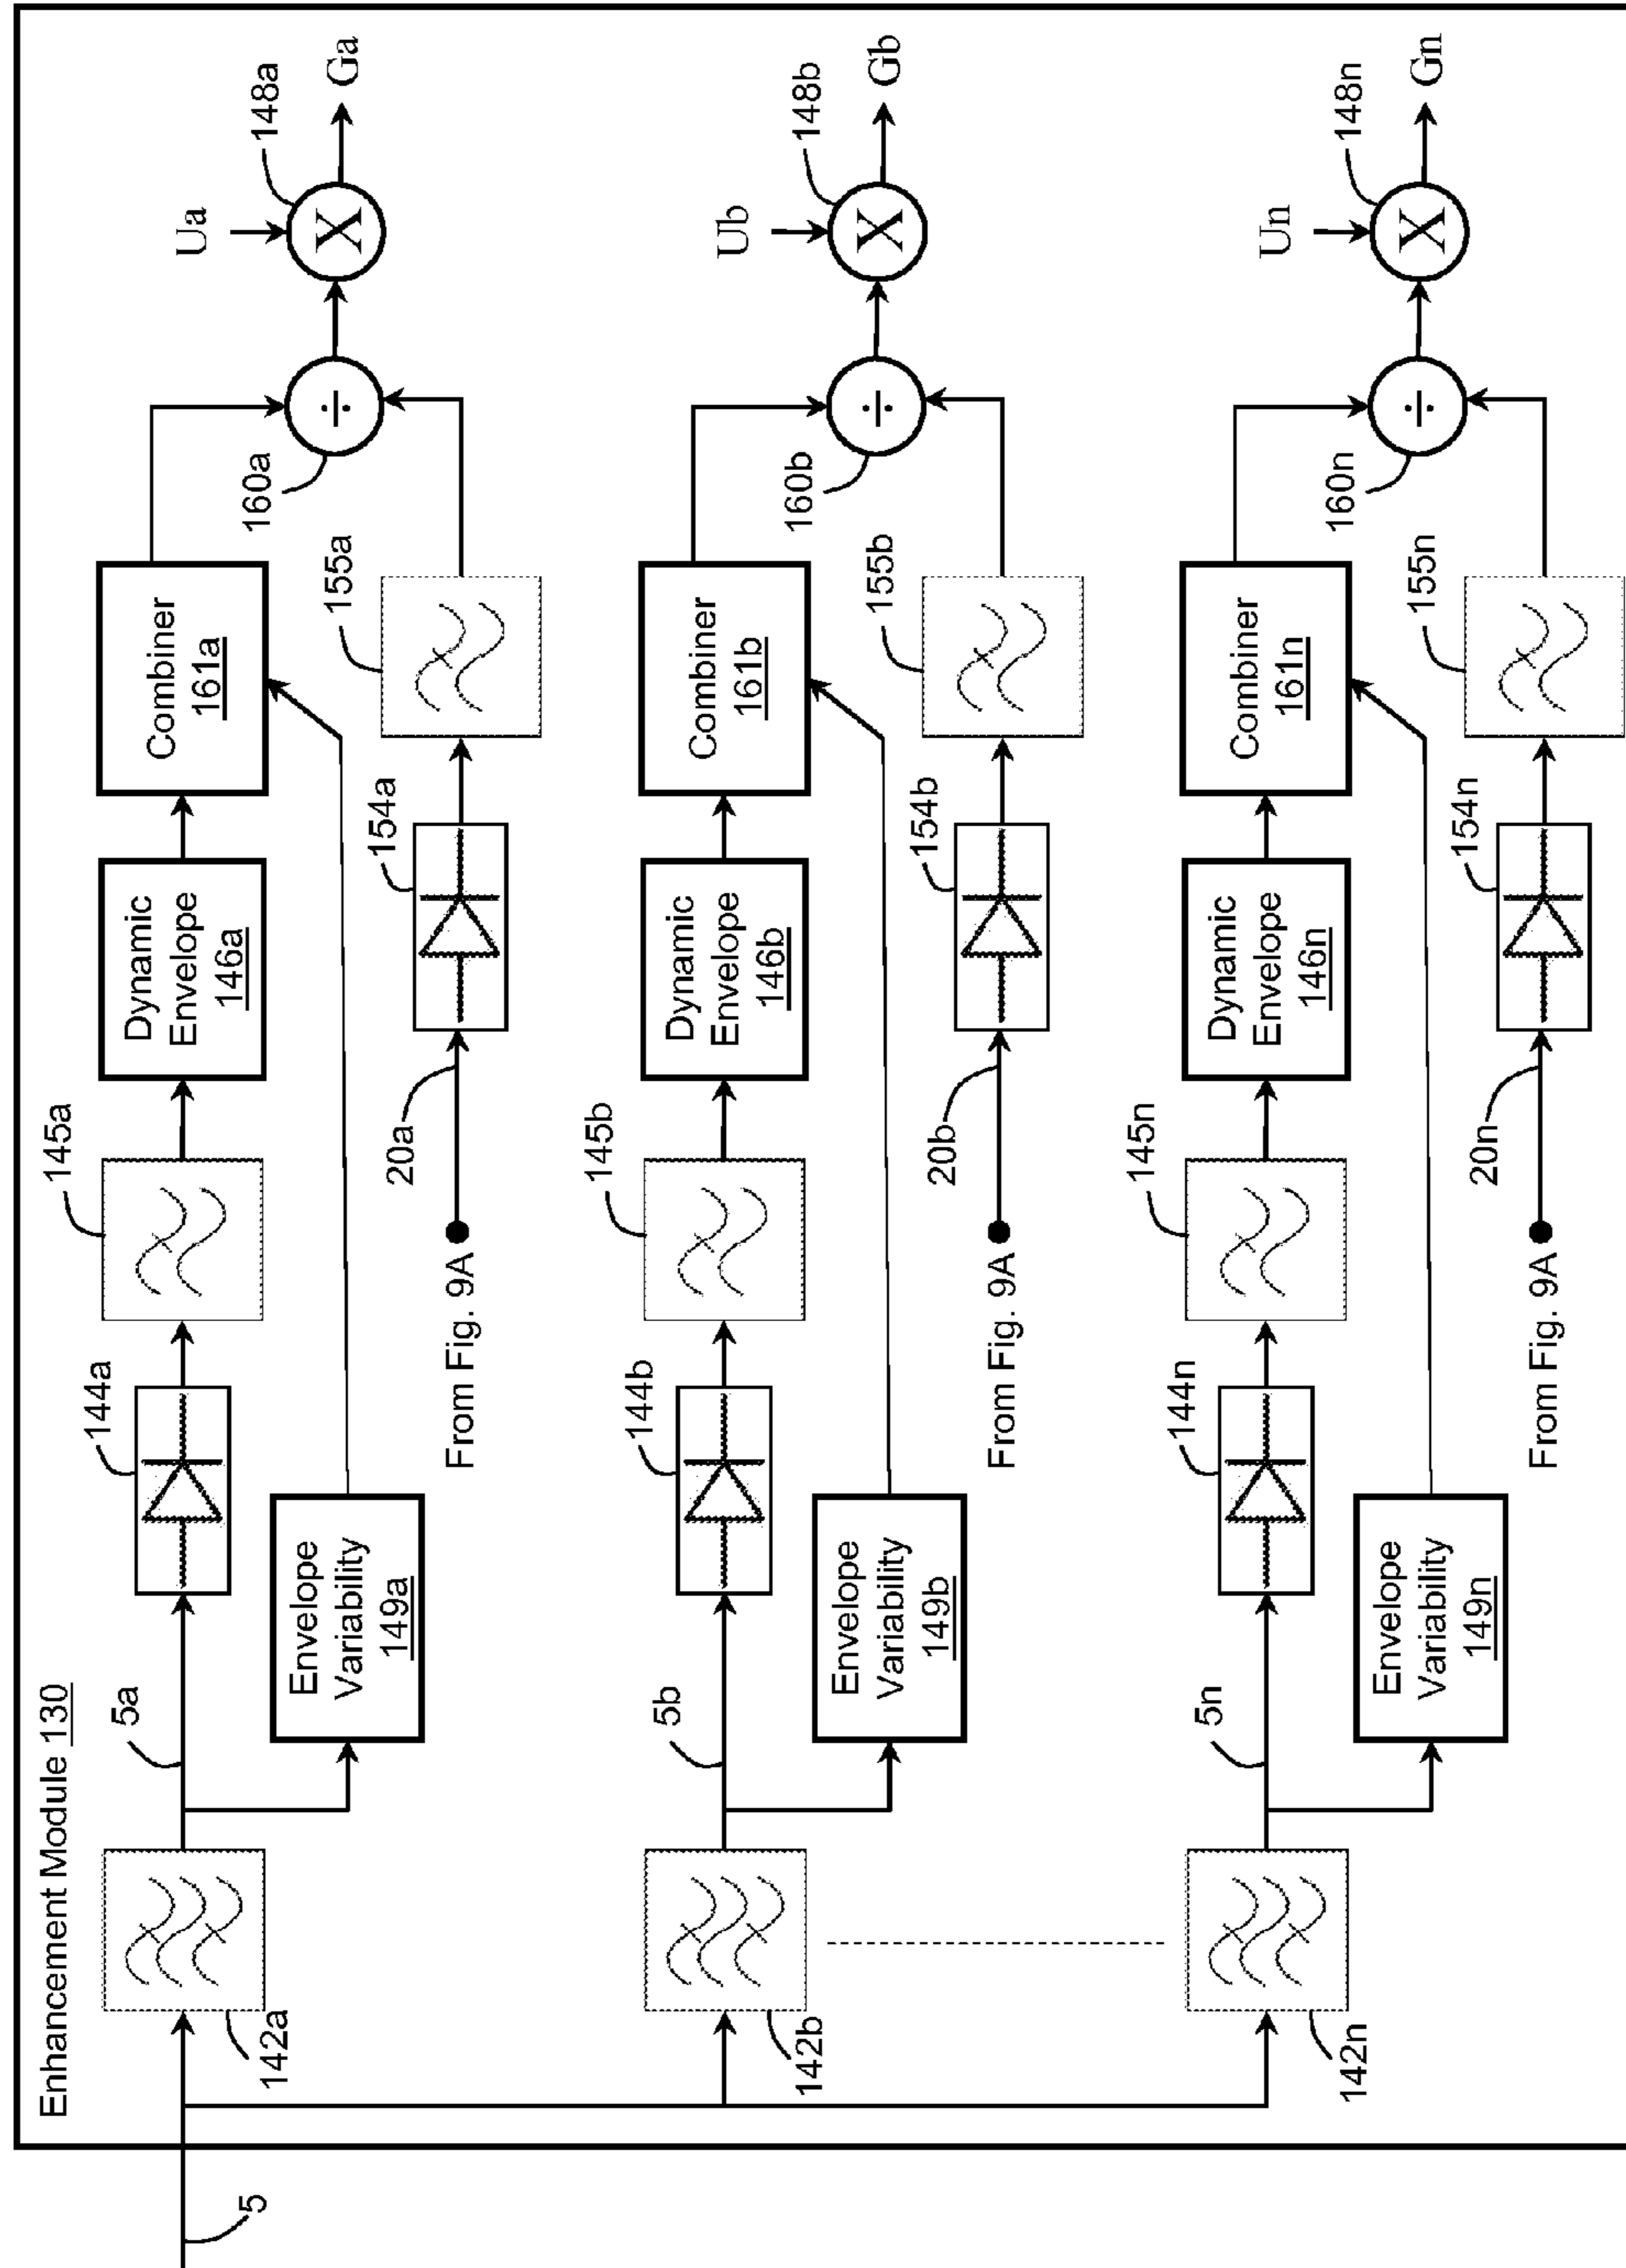 Enhancement Module 130
5
142a
5a
144a
145a
Dynamic
Envelope
146a
Combiner
161a
160a
Ua
148a
Ga
Envelope
Variability
149a
From Fig. 9A
20a
154a
155a
142b
5b
144b
145b
Dynamic
Envelope
146b
Combiner
161b
160b
Ub
148b
Gb
Envelope
Variability
149b
From Fig. 9A
20b
154b
155b
142n
5n
144n
145n
Dynamic
Envelope
146n
Combiner
161n
160n
Un
148n
Gn
Envelope
Variability
149n
From Fig. 9A
20n
154n
155n
÷
X
÷
X
÷
X